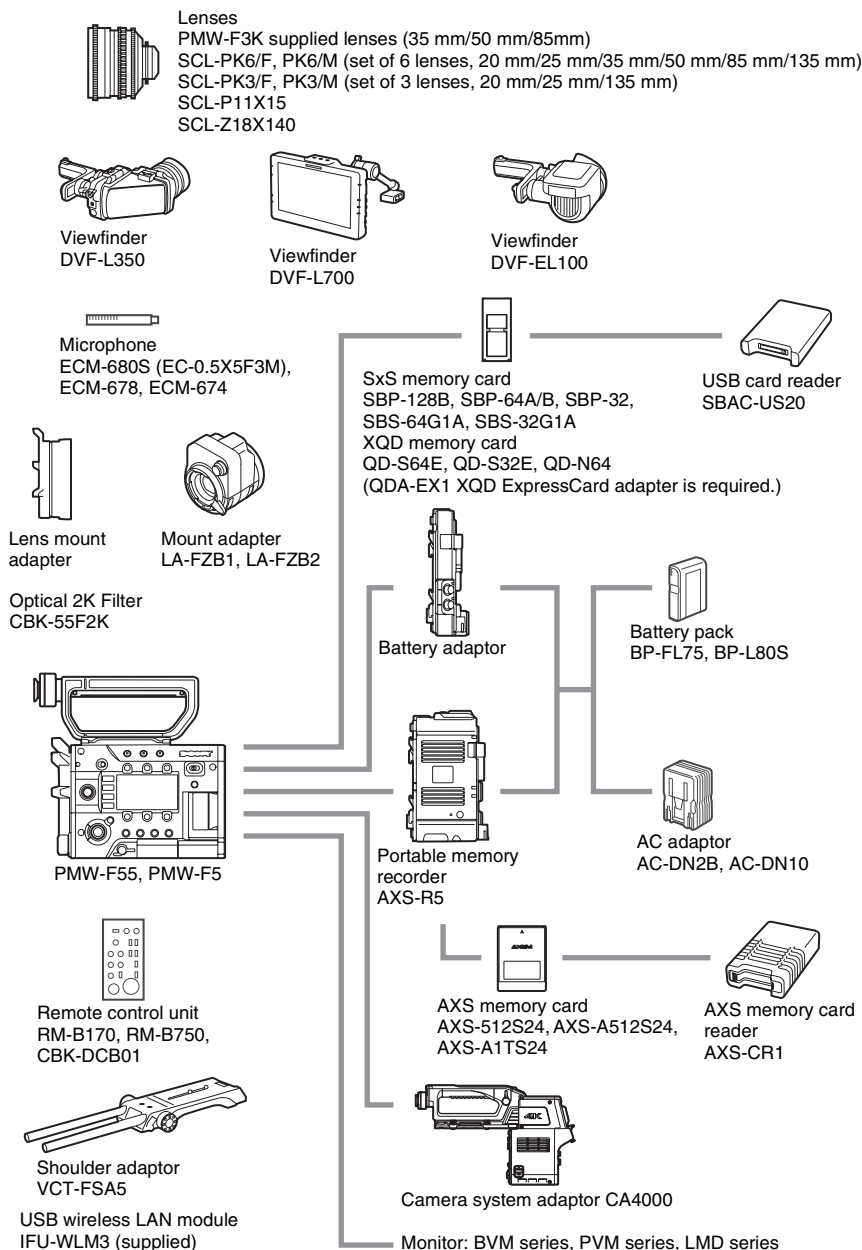 Lenses
PMW-F3K supplied lenses (35 mm/50 mm/85mm)
SCL-PK6/F, PK6/M (set of 6 lenses, 20 mm/25 mm/35 mm/50 mm/85 mm/135 mm)
SCL-PK3/F, PK3/M (set of 3 lenses, 20 mm/25 mm/135 mm)
SCL-P11X15
SCL-Z18X140
Viewfinder
DVF-L350
Viewfinder
DVF-L700
Viewfinder
DVF-EL100
Microphone
ECM-680S (EC-0.5X5F3M),
ECM-678, ECM-674
SxS memory card
SBP-128B, SBP-64A/B, SBP-32,
SBS-64G1A, SBS-32G1A
XQD memory card
QD-S64E, QD-S32E, QD-N64
(QDA-EX1 XQD ExpressCard adapter is required.)
USB card reader
SBAC-US20
Lens mount
adapter
Mount adapter
LA-FZB1, LA-FZB2
Optical 2K Filter
CBK-55F2K
Battery adaptor
Battery pack
BP-FL75, BP-L80S
SONY
PMW-F55, PMW-F5
Portable memory
recorder
AXS-R5
AC adaptor
AC-DN2B, AC-DN10
Remote control unit
RM-B170, RM-B750,
CBK-DCB01
AXSM
AXS memory card
AXS-512S24, AXS-A512S24,
AXS-A1TS24
AXS memory card
reader
AXS-CR1
Shoulder adaptor
VCT-FSA5
4K
Camera system adaptor CA4000
USB wireless LAN module
IFU-WLM3 (supplied)
Monitor: BVM series, PVM series, LMD series